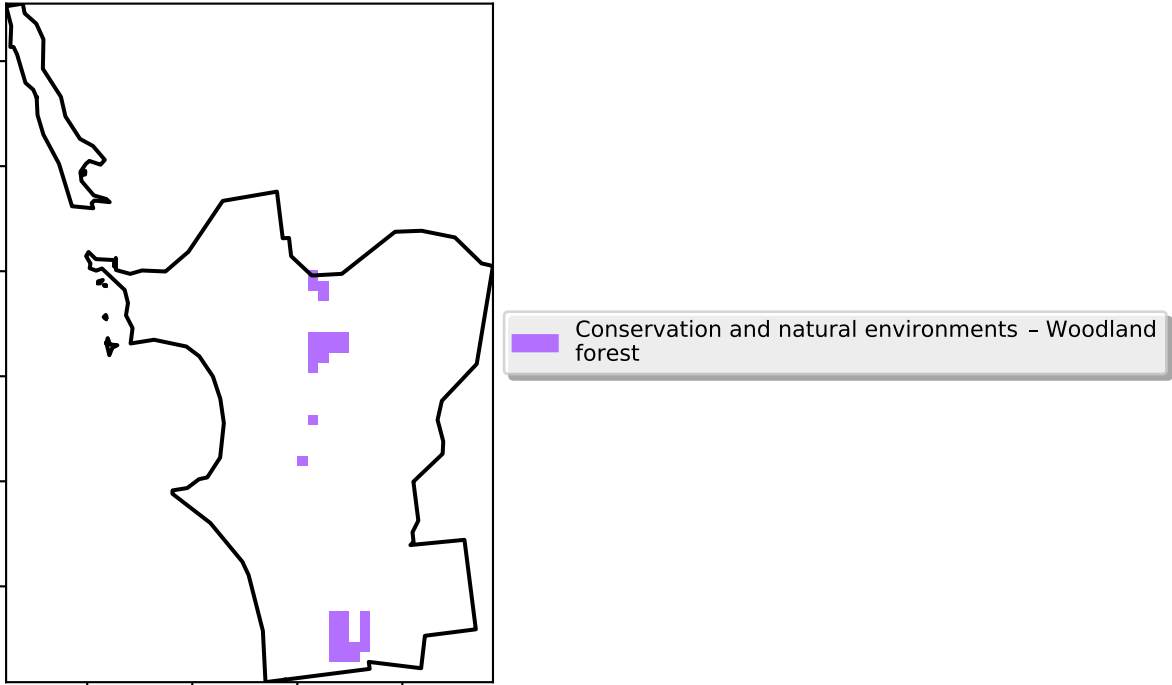 Conservation and natural environments – Woodland
forest